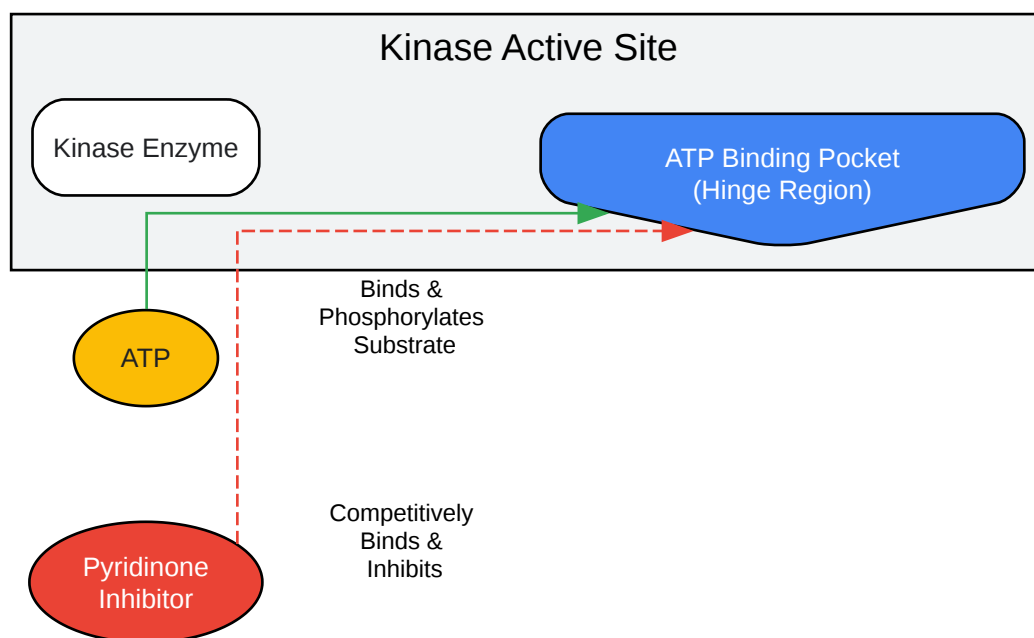 Kinase Active Site
Kinase Enzyme
ATP Binding Pocket
(Hinge Region)
Binds &
Phosphorylates
Substrate
ATP
Competitively
Binds &
Inhibits
Pyridinone
Inhibitor